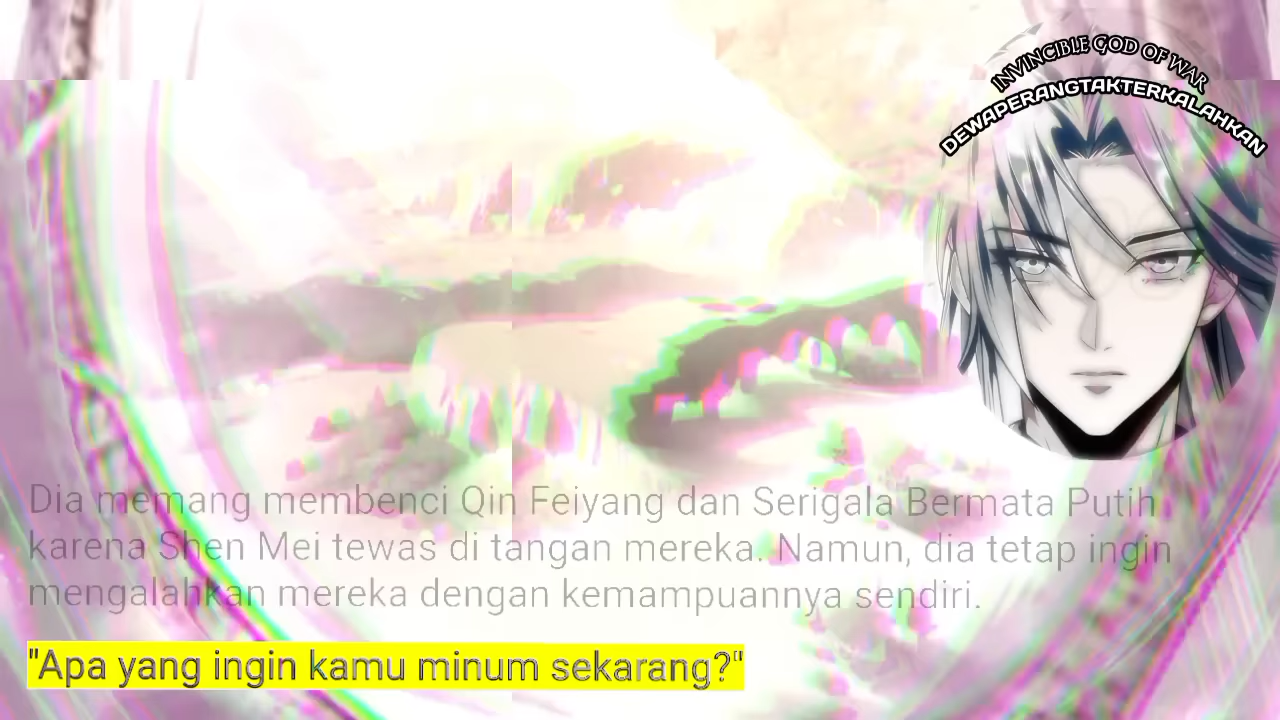 INVINCIBLE GOD OF WAR
DEWAPERANGTAKTERKALAHKAN
Dia memang membenci Qin Feiyang dan Serigala Bermata Putih
karena Shen Mei tewas di tangan mereka. Namun, dia tetap ingin
mengalahkan mereka dengan kemampuannya sendiri.
"Apa yang ingin kamu minum sekarang?"